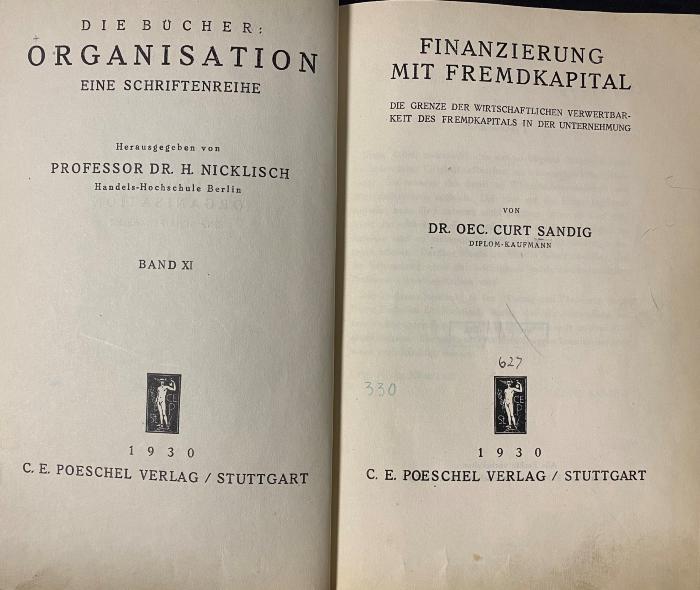 DIE BÜCHER:
ORGANISATION
EINE SCHRIFTENREIHE
Herausgegeben von
PROFESSOR DR. H. NICKLISCH
Handels-Hochschule Berlin
BAND XI
1930
C. E. POESCHEL VERLAG / STUTTGART
FINANZIERUNG
MIT FREMDKAPITAL
DIE GRENZE DER WIRTSCHAFTLICHEN VERWERTBAR-
KEIT DES FREMDKAPITALS IN DER UNTERNEHMUNG
VON
DR. OEC. CURT SANDIG
DIPLOM-KAUFMANN
627
330
1930
C. E. POESCHEL VERLAG / STUTTGART